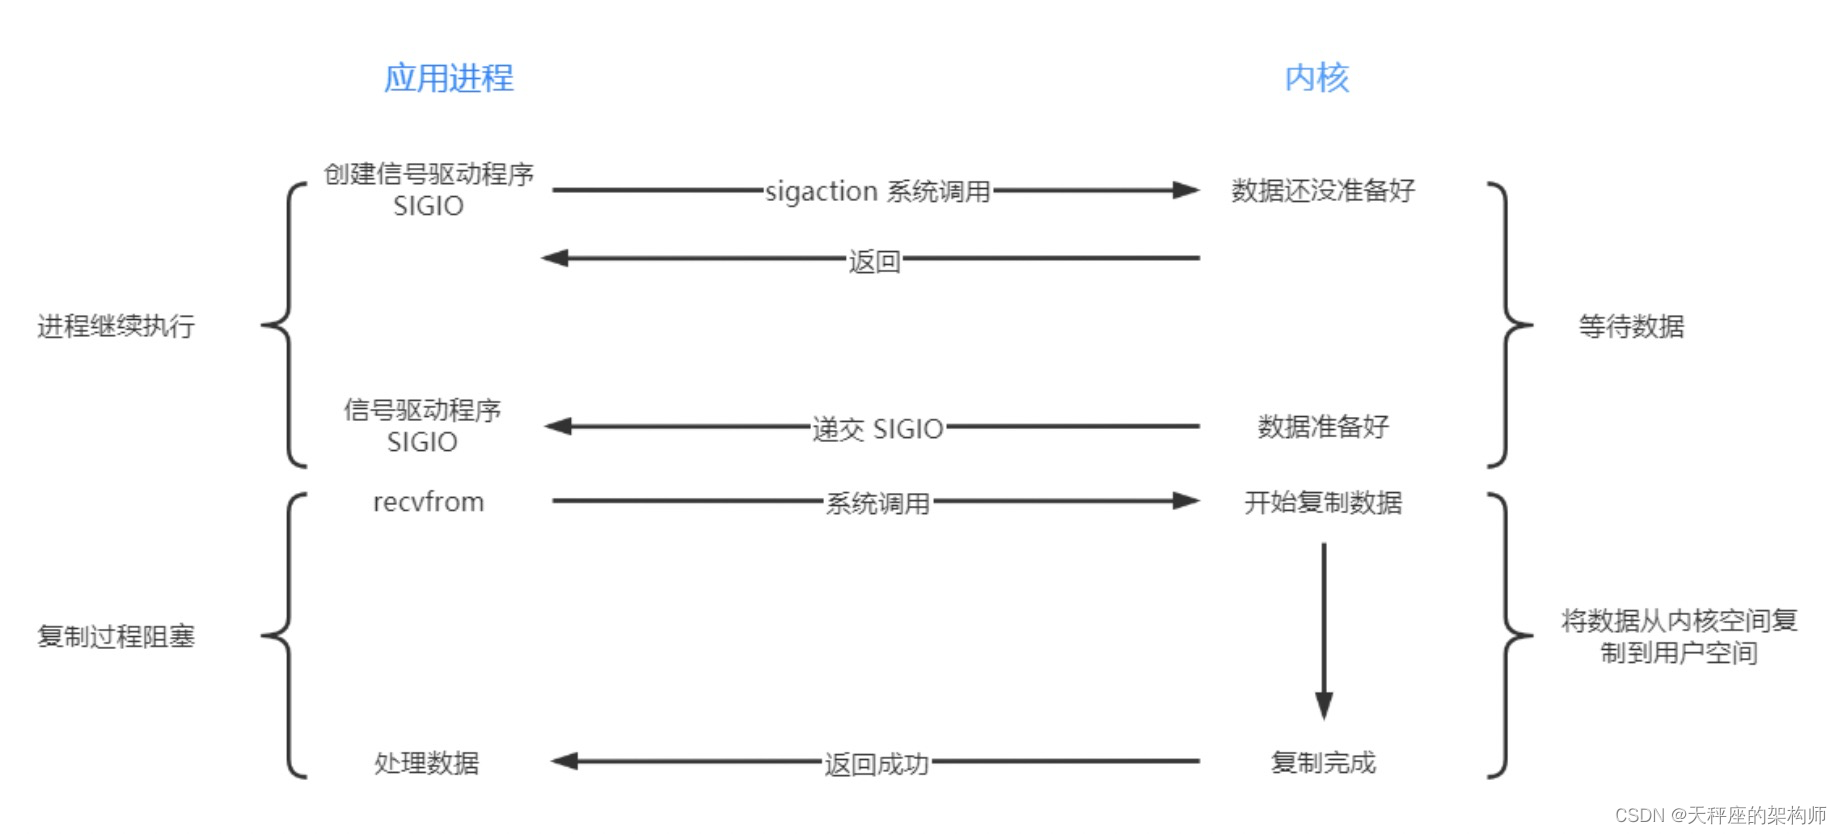 应用进程
内核
创建信号驱动程序
SIGIO
sigaction 系统调用
数据还没准备好
返回
进程继续执行
等待数据
信号驱动程序
SIGIO
递交 SIGIO
数据准备好
recvfrom
系统调用
开始复制数据
复制过程阻塞
将数据从内核空间复
制到用户空间
处理数据
返回成功
复制完成
CSDN @天秤座的架构师